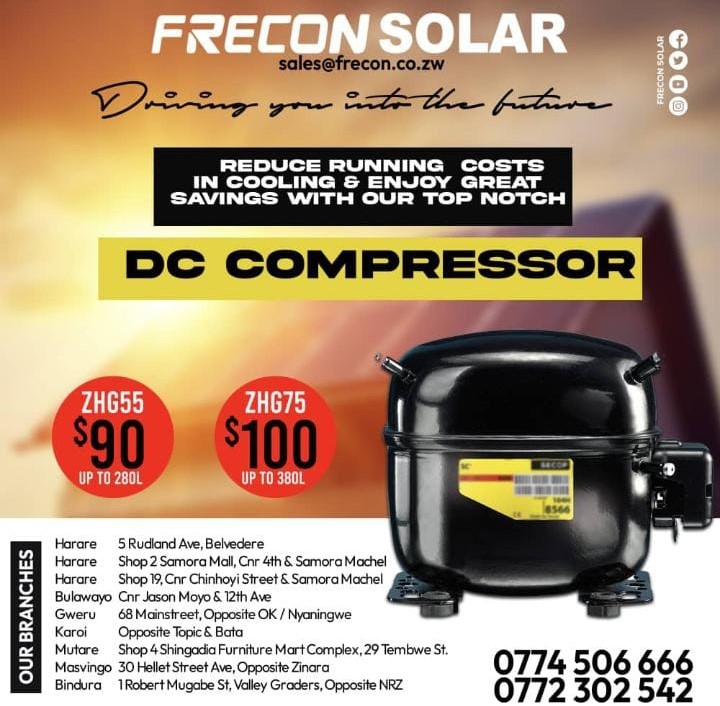 FRECON SOLAR
sales@frecon.co.zw
Driving you into the future
FRECON SOLAR
REDUCE RUNNING COSTS
IN COOLING & ENJOY GREAT
SAVINGS WITH OUR TOP NOTCH
DC COMPRESSOR
ZHG55
$90
UP TO 280L
ZHG75
$100
UP TO 380L
SC
SECOP
104H
8566
CE
OUR BRANCHES
Harare 5 Rudland Ave, Belvedere
Harare Shop 2 Samora Mall, Cnr 4th & Samora Machel
Harare Shop 19, Cnr Chinhoyi Street & Samora Machel
Bulawayo Cnr Jason Moyo & 12th Ave
Gweru 68 Mainstreet, Opposite OK / Nyaningwe
Karoi Opposite Topic & Bata
Mutare Shop 4 Shingadia Furniture Mart Complex, 29 Tembwe St.
Masvingo 30 Hellet Street Ave, Opposite Zinara
Bindura 1 Robert Mugabe St, Valley Graders, Opposite NRZ
0774 506 666
0772 302 542